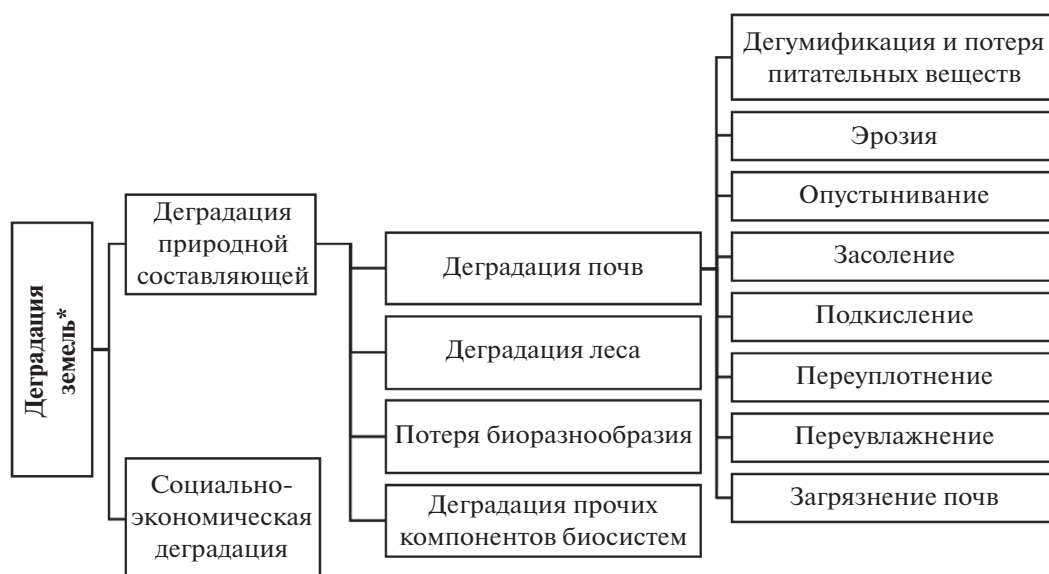 Деградация
земель*
Деградация
природной
составляющей
Социально-
экономическая
деградация
Деградация почв
Деградация леса
Потеря биоразнообразия
Деградация прочих
компонентов биосистем
Дегумификация и потеря
питательных веществ
Эрозия
Опустынивание
Засоление
Подкисление
Переуплотнение
Переувлажнение
Загрязнение почв